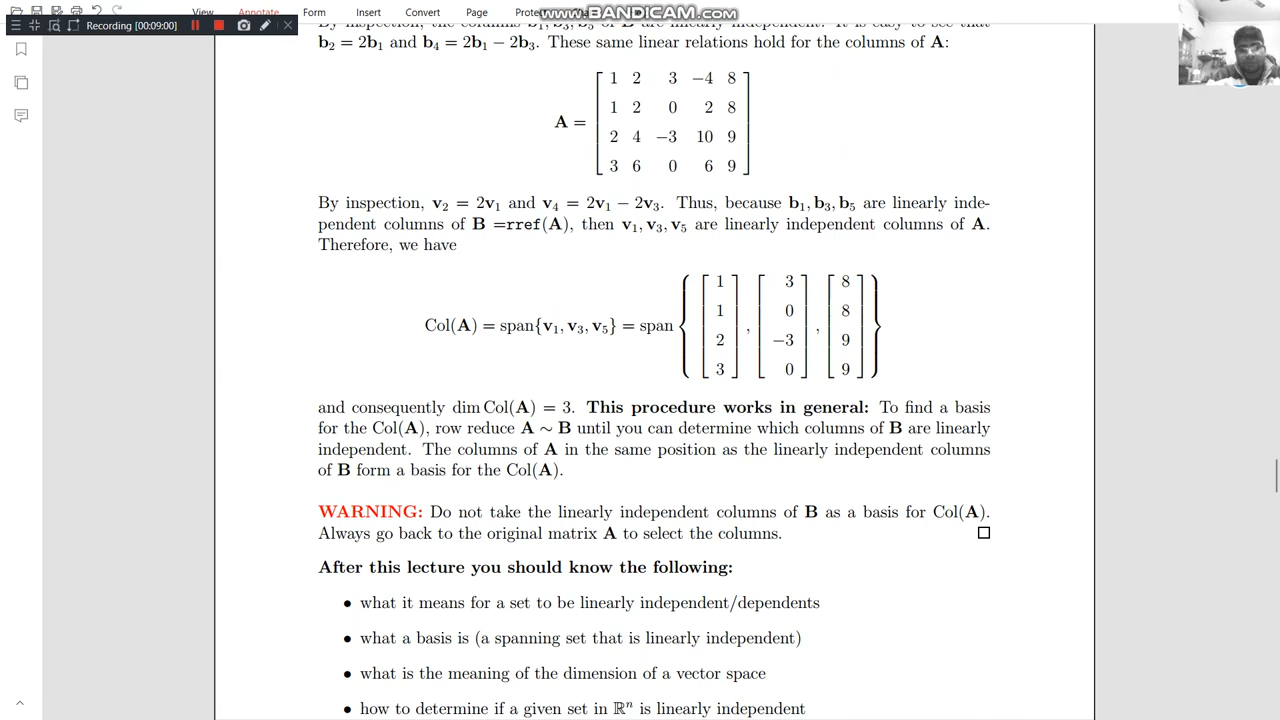 View Annotate Form Insert Convert Page
www.BANDICAM.com
Recording [00:09:00]
b₂ = 2b₁ and b₄ = 2b₁ − 2b₃. These same linear relations hold for the columns of A:
1 2 3 −4 8
1 2 0 2 8
A =
2 4 −3 10 9
3 6 0 6 9
By inspection, v₂ = 2v₁ and v₄ = 2v₁ − 2v₃. Thus, because b₁, b₃, b₅ are linearly inde-
pendent columns of B =rref(A), then v₁, v₃, v₅ are linearly independent columns of A.
Therefore, we have
1 3 8
1 0 8
Col(A) = span{v₁, v₃, v₅} = span { , , }
2 −3 9
3 0 9
and consequently dim Col(A) = 3. This procedure works in general: To find a basis
for the Col(A), row reduce A ∼ B until you can determine which columns of B are linearly
independent. The columns of A in the same position as the linearly independent columns
of B form a basis for the Col(A).
WARNING: Do not take the linearly independent columns of B as a basis for Col(A).
Always go back to the original matrix A to select the columns. □
After this lecture you should know the following:
• what it means for a set to be linearly independent/dependents
• what a basis is (a spanning set that is linearly independent)
• what is the meaning of the dimension of a vector space
• how to determine if a given set in ℝⁿ is linearly independent